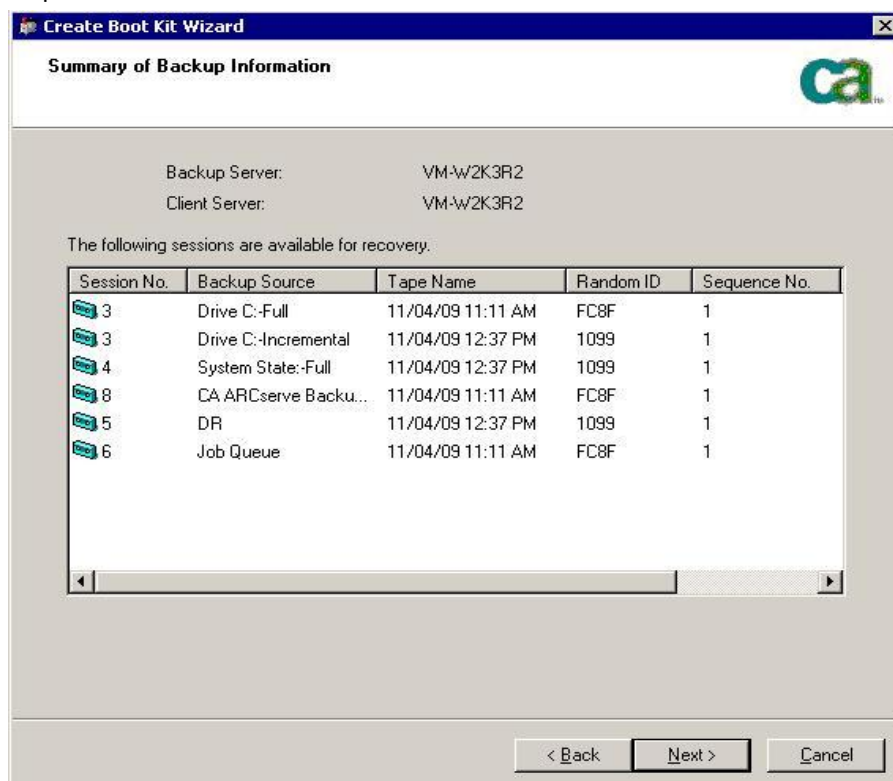 Create Boot Kit Wizard
Summary of Backup Information
ca
Backup Server: VM-W2K3R2
Client Server: VM-W2K3R2
The following sessions are available for recovery.
Session No. Backup Source Tape Name Random ID Sequence No.
3 Drive C:-Full 11/04/09 11:11 AM FC8F 1
3 Drive C:-Incremental 11/04/09 12:37 PM 1099 1
4 System State:-Full 11/04/09 12:37 PM 1099 1
8 CA ARCserve Backu... 11/04/09 11:11 AM FC8F 1
5 DR 11/04/09 12:37 PM 1099 1
6 Job Queue 11/04/09 11:11 AM FC8F 1
< Back Next > Cancel